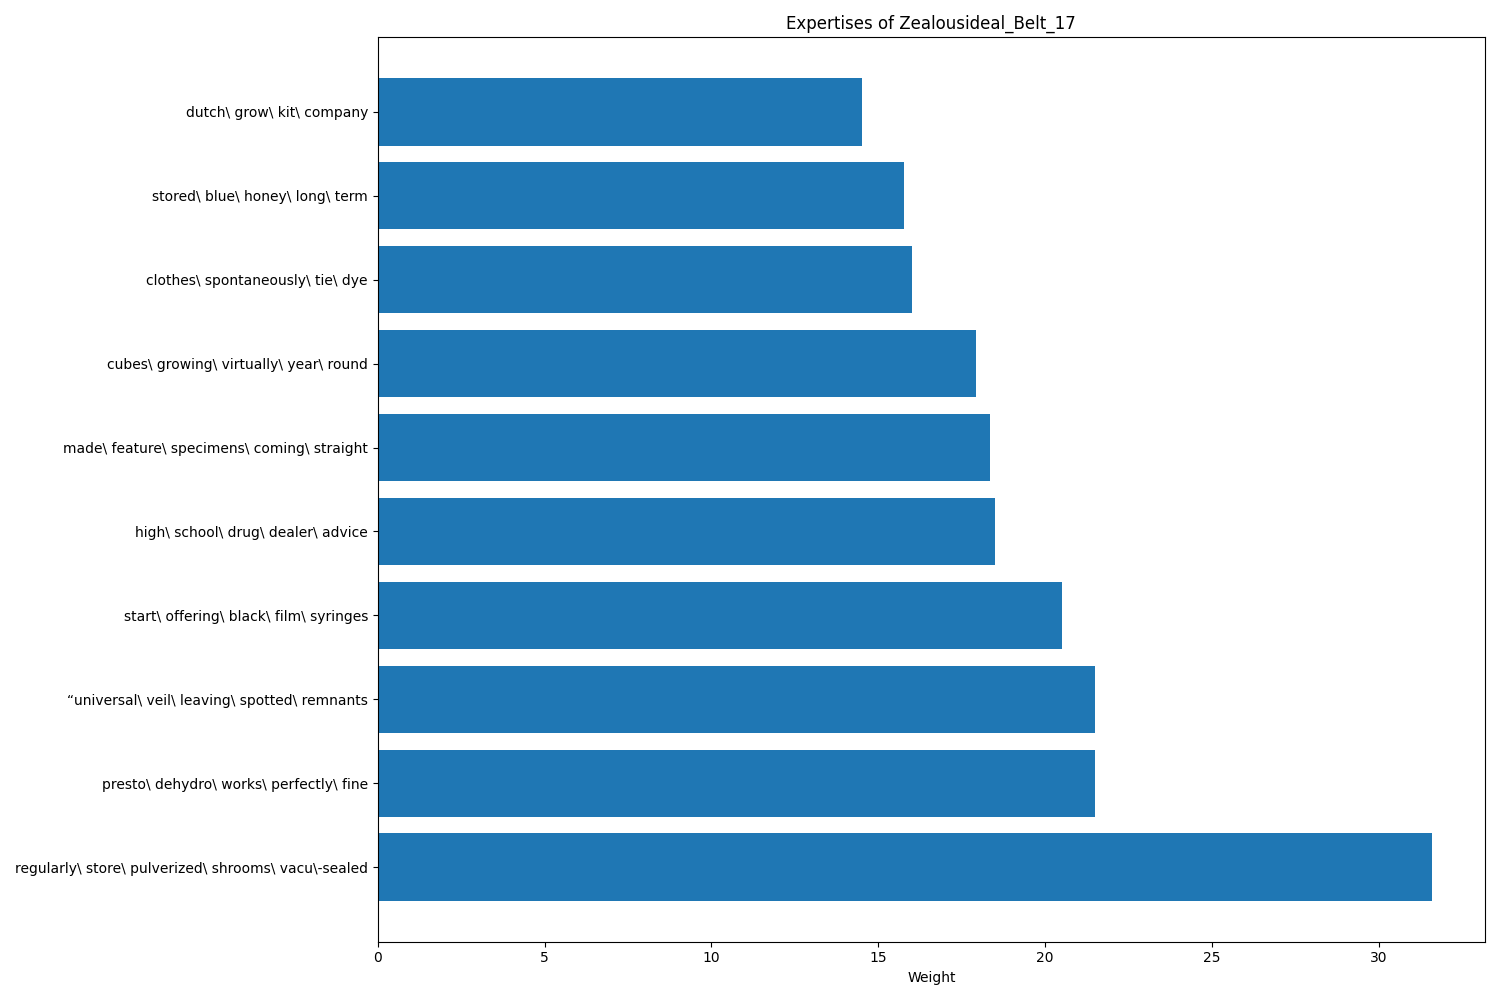 Expertises of Zealousideal_Belt_17
dutch\ grow\ kit\ company
stored\ blue\ honey\ long\ term
clothes\ spontaneously\ tie\ dye
cubes\ growing\ virtually\ year\ round
made\ feature\ specimens\ coming\ straight
high\ school\ drug\ dealer\ advice
start\ offering\ black\ film\ syringes
“universal\ veil\ leaving\ spotted\ remnants
presto\ dehydro\ works\ perfectly\ fine
regularly\ store\ pulverized\ shrooms\ vacu\-sealed
0 5 10 15 20 25 30
Weight